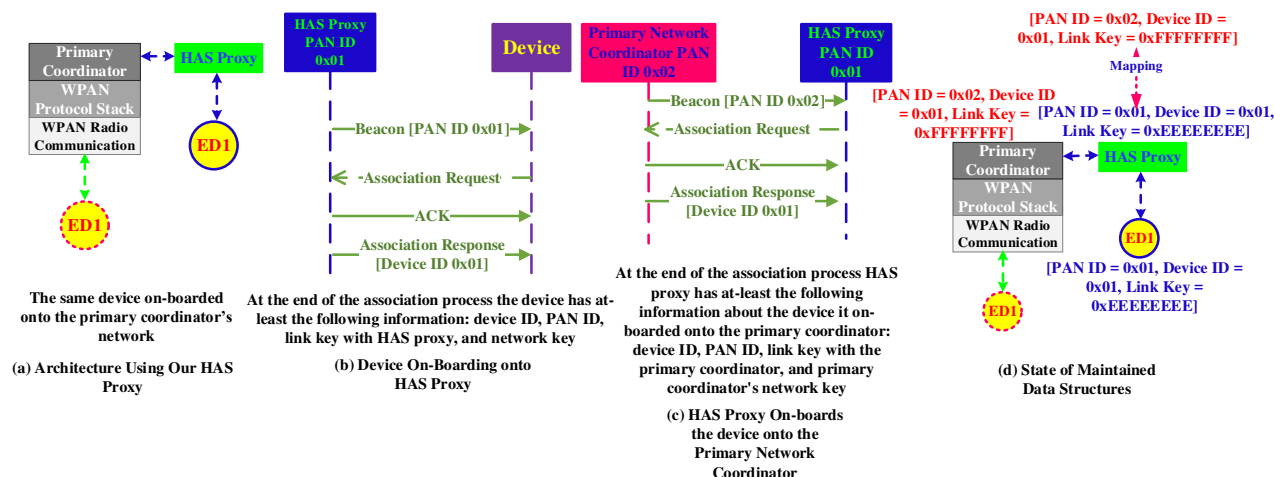 Primary
Coordinator
WPAN
Protocol Stack
WPAN Radio
Communication
HAS Proxy
ED1
ED1
The same device on-boarded
onto the primary coordinator's
network
(a) Architecture Using Our HAS
Proxy
HAS Proxy
PAN ID
0x01
Device
Beacon [PAN ID 0x01]
Association Request
ACK
Association Response
[Device ID 0x01]
At the end of the association process the device has at-
least the following information: device ID, PAN ID,
link key with HAS proxy, and network key
(b) Device On-Boarding onto
HAS Proxy
Primary Network
Coordinator PAN
ID 0x02
HAS Proxy
PAN ID
0x01
Beacon [PAN ID 0x02]
Association Request
ACK
Association Response
[Device ID 0x01]
At the end of the association process HAS
proxy has at-least the following
information about the device it on-
boarded onto the primary coordinator:
device ID, PAN ID, link key with the
primary coordinator, and primary
coordinator's network key
(c) HAS Proxy On-boards
the device onto the
Primary Network
Coordinator
[PAN ID = 0x02, Device ID =
0x01, Link Key = 0xFFFFFFFF]
Mapping
[PAN ID = 0x02, Device ID
= 0x01, Link Key =
0xFFFFFFFF]
[PAN ID = 0x01, Device ID = 0x01,
Link Key = 0xEEEEEEEE]
Primary
Coordinator
WPAN
Protocol Stack
WPAN Radio
Communication
HAS Proxy
ED1
[PAN ID = 0x01, Device ID =
0x01, Link Key =
0xEEEEEEEE]
ED1
(d) State of Maintained
Data Structures